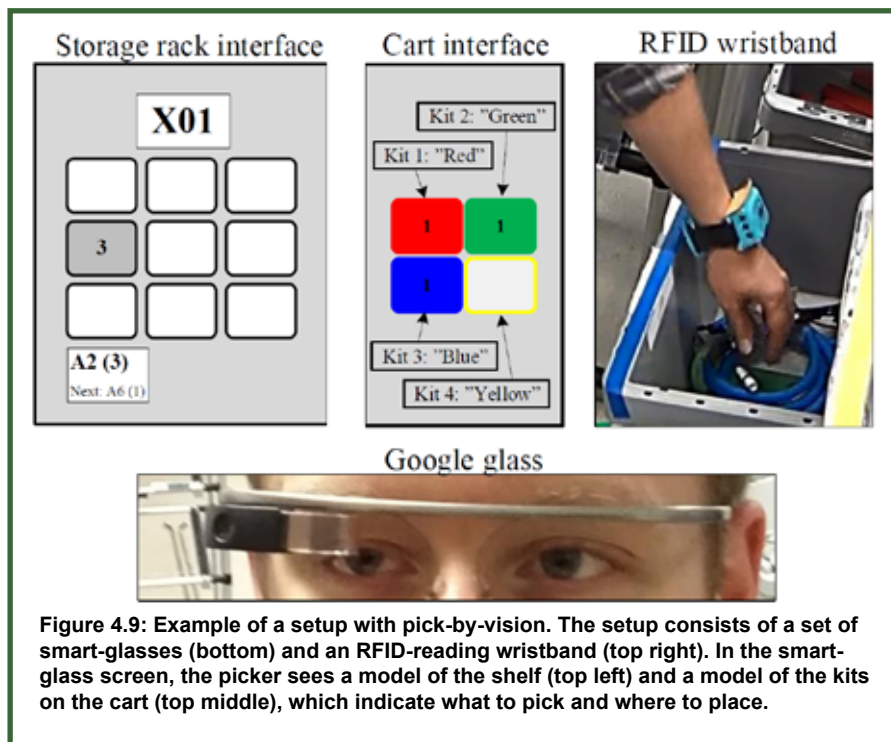 Storage rack interface
Cart interface
RFID wristband
X01
3
A2 (3)
Next: A6 (1)
Kit 2: ”Green”
Kit 1: ”Red”
1
1
1
Kit 3: ”Blue”
Kit 4: ”Yellow”
Google glass
Figure 4.9: Example of a setup with pick-by-vision. The setup consists of a set of
smart-glasses (bottom) and an RFID-reading wristband (top right). In the smart-
glass screen, the picker sees a model of the shelf (top left) and a model of the kits
on the cart (top middle), which indicate what to pick and where to place.